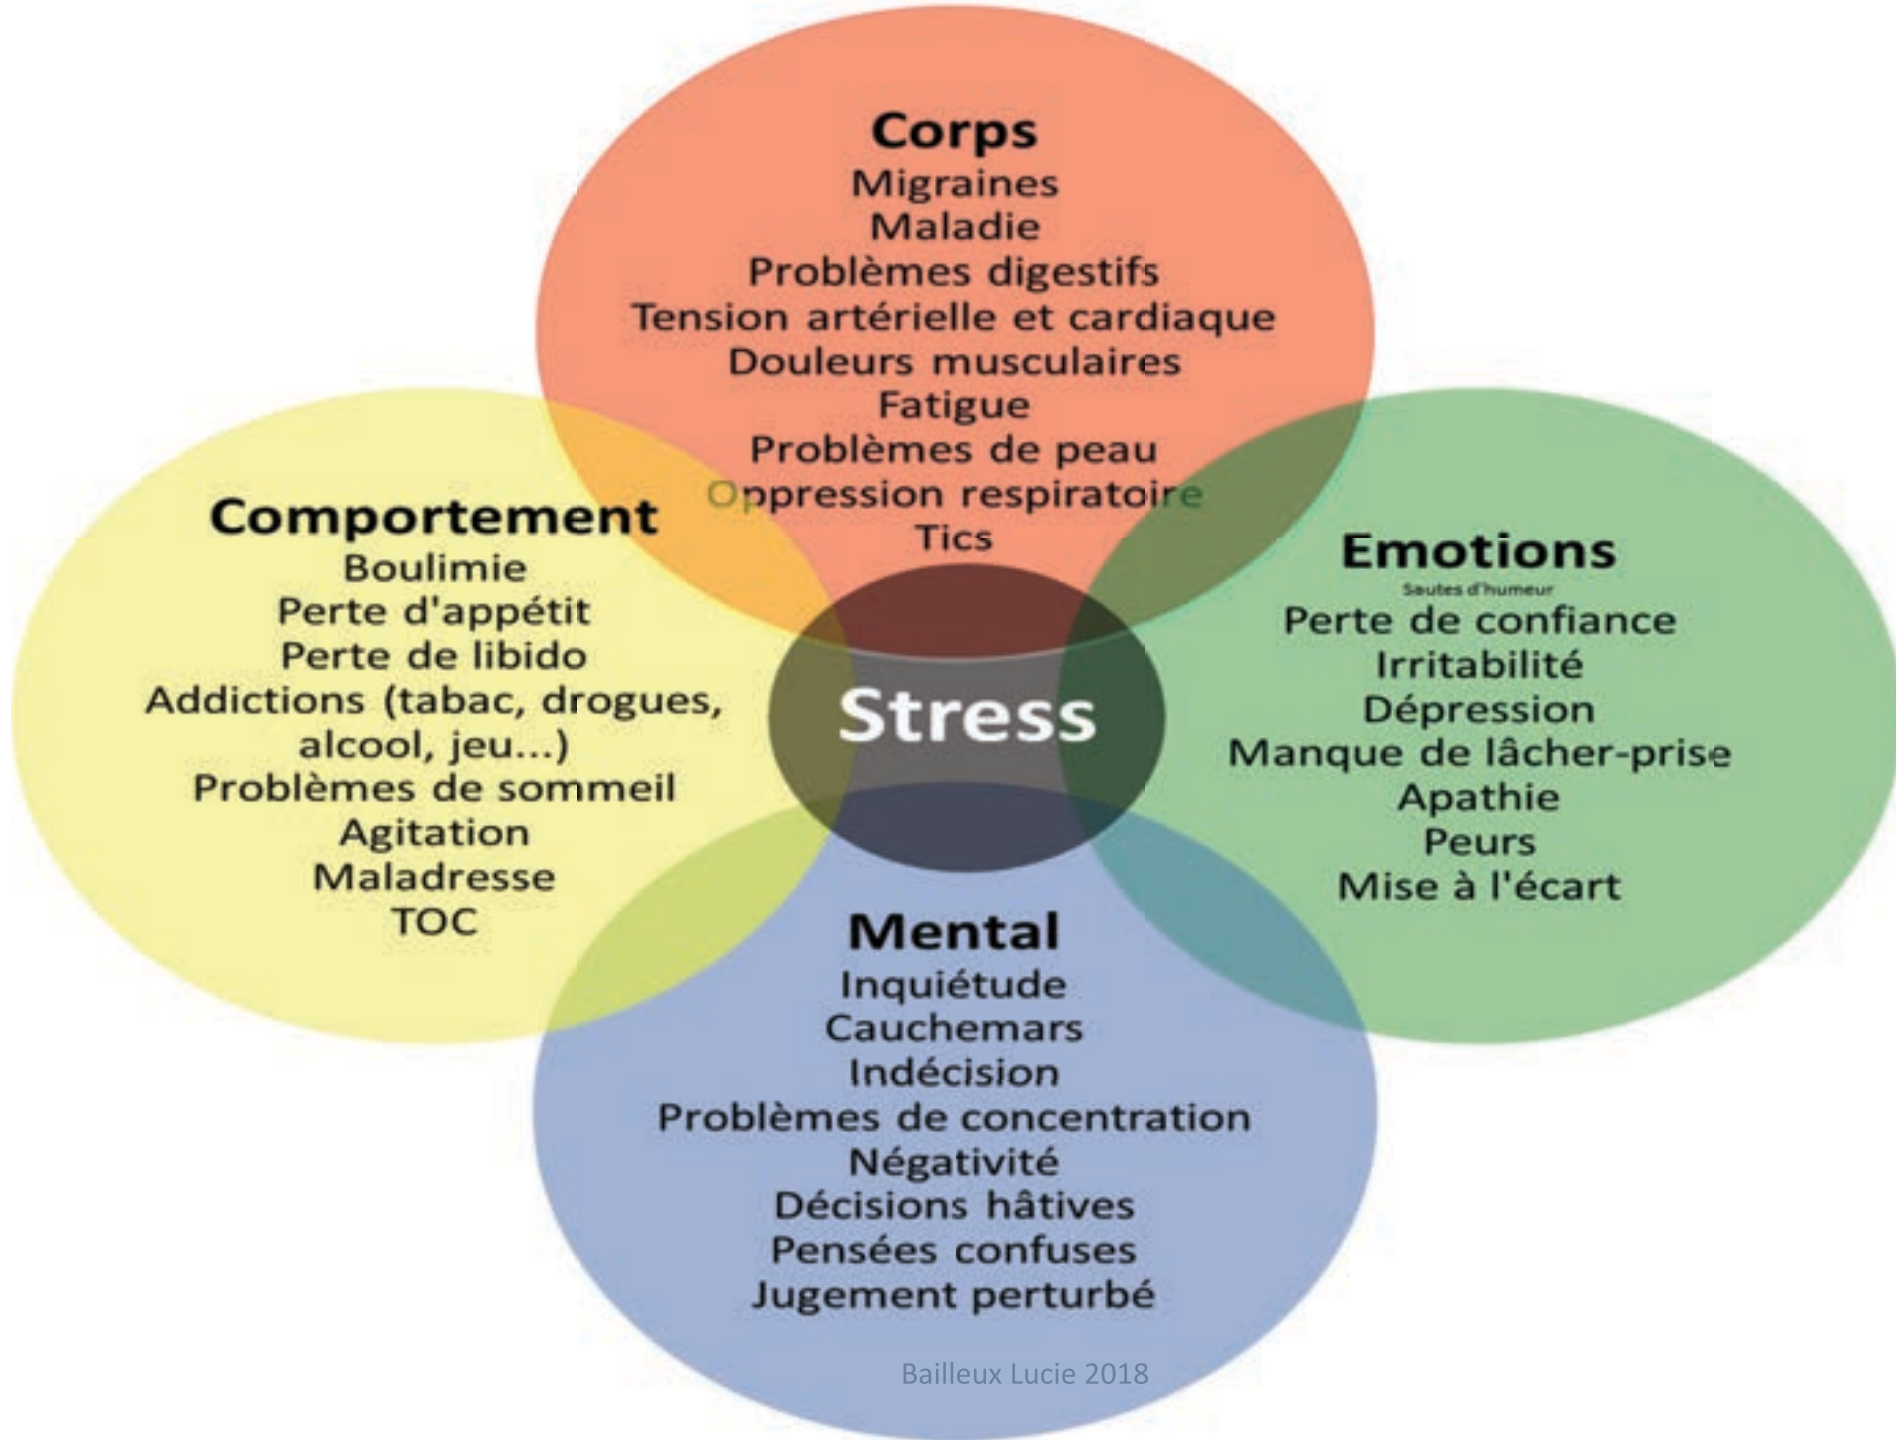 Corps
Migraines
Maladie
Problèmes digestifs
Tension artérielle et cardiaque
Douleurs musculaires
Fatigue
Problèmes de peau
Oppression respiratoire
Tics
Comportement
Boulimie
Perte d'appétit
Perte de libido
Addictions (tabac, drogues,
alcool, jeu...)
Problèmes de sommeil
Agitation
Maladresse
TOC
Stress
Emotions
Sautes d'humeur
Perte de confiance
Irritabilité
Dépression
Manque de lâcher-prise
Apathie
Peurs
Mise à l'écart
Mental
Inquiétude
Cauchemars
Indécision
Problèmes de concentration
Négativité
Décisions hâtives
Pensées confuses
Jugement perturbé
Bailleux Lucie 2018